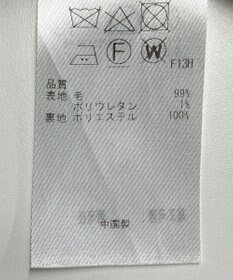 F
W
F13H
品質
表地 毛 99%
ポリウレタン 1%
裏地 ポリエステル 100%
中国製